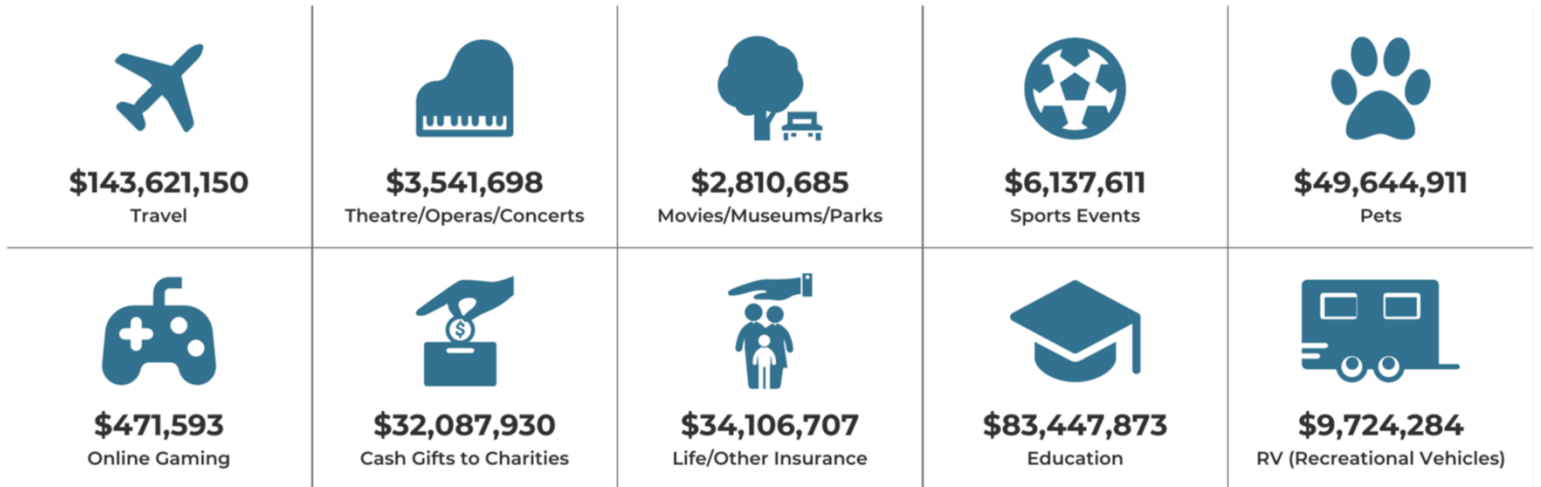 $143,621,150
Travel
$3,541,698
Theatre/Operas/Concerts
$2,810,685
Movies/Museums/Parks
$6,137,611
Sports Events
$49,644,911
Pets
$471,593
Online Gaming
$
$32,087,930
Cash Gifts to Charities
$34,106,707
Life/Other Insurance
$83,447,873
Education
$9,724,284
RV (Recreational Vehicles)